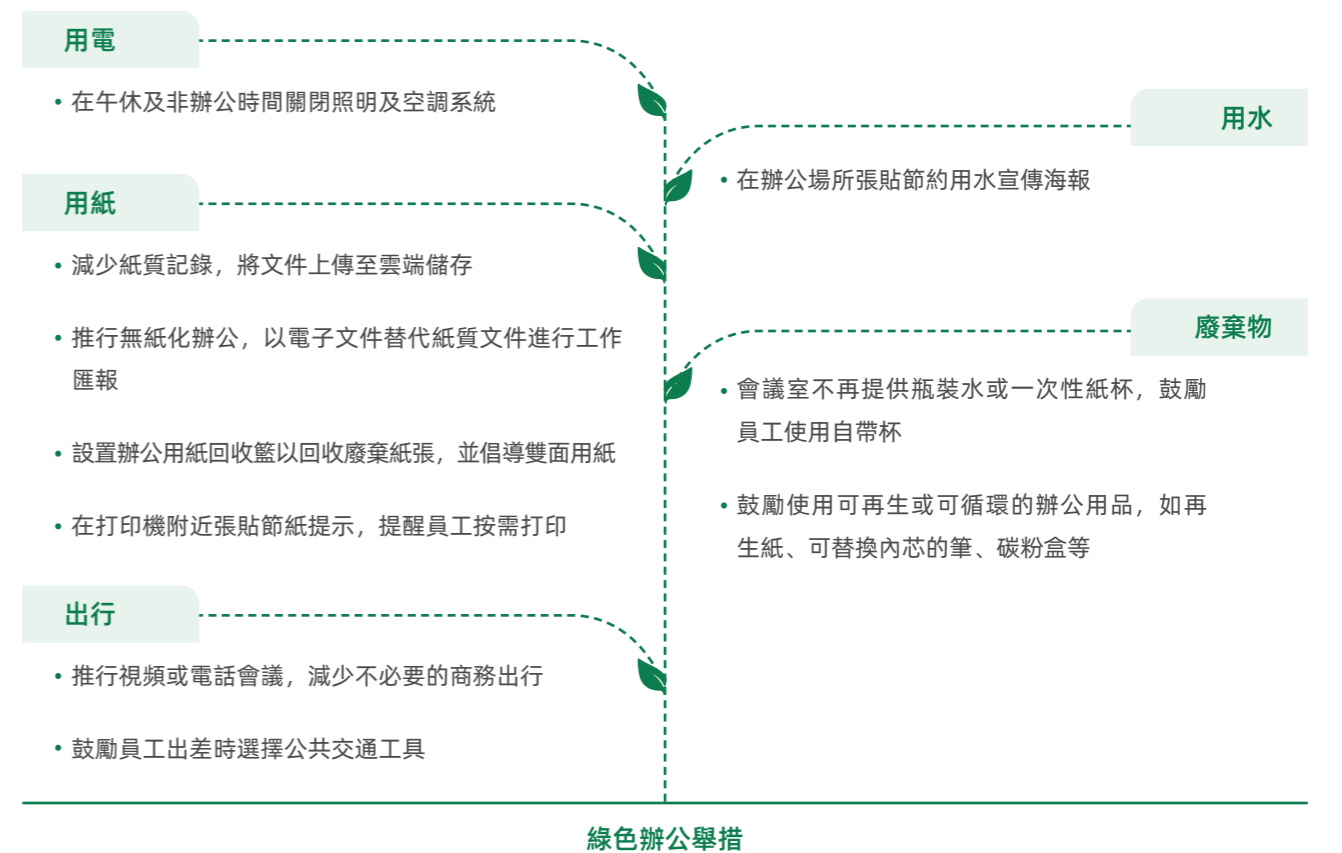 用電
• 在午休及非辦公時間關閉照明及空調系統
用水
• 在辦公場所張貼節約用水宣傳海報
用紙
• 減少紙質記錄，將文件上傳至雲端儲存
• 推行無紙化辦公，以電子文件替代紙質文件進行工作
匯報
• 設置辦公用紙回收籃以回收廢棄紙張，並倡導雙面用紙
• 在打印機附近張貼節紙提示，提醒員工按需打印
廢棄物
• 會議室不再提供瓶裝水或一次性紙杯，鼓勵
員工使用自帶杯
• 鼓勵使用可再生或可循環的辦公用品，如再
生紙、可替換內芯的筆、碳粉盒等
出行
• 推行視頻或電話會議，減少不必要的商務出行
• 鼓勵員工出差時選擇公共交通工具
綠色辦公舉措